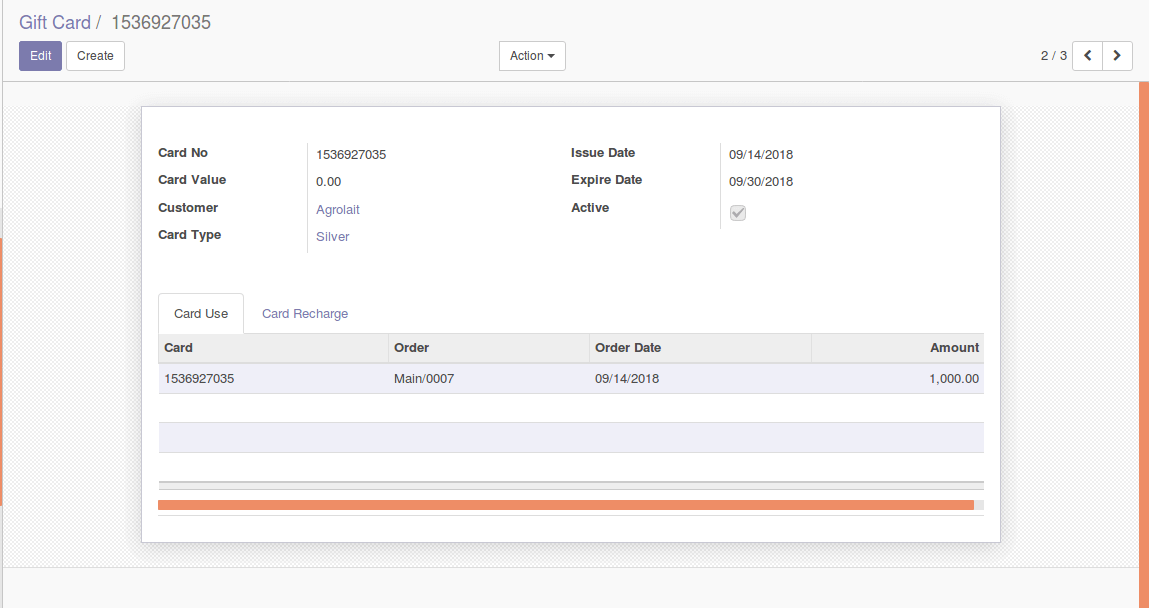 Gift Card / 1536927035
Edit Create Action 2 / 3
Card No 1536927035 Issue Date 09/14/2018
Card Value 0.00 Expire Date 09/30/2018
Customer Agrolait Active
Card Type Silver
Card Use Card Recharge
Card Order Order Date Amount
1536927035 Main/0007 09/14/2018 1,000.00